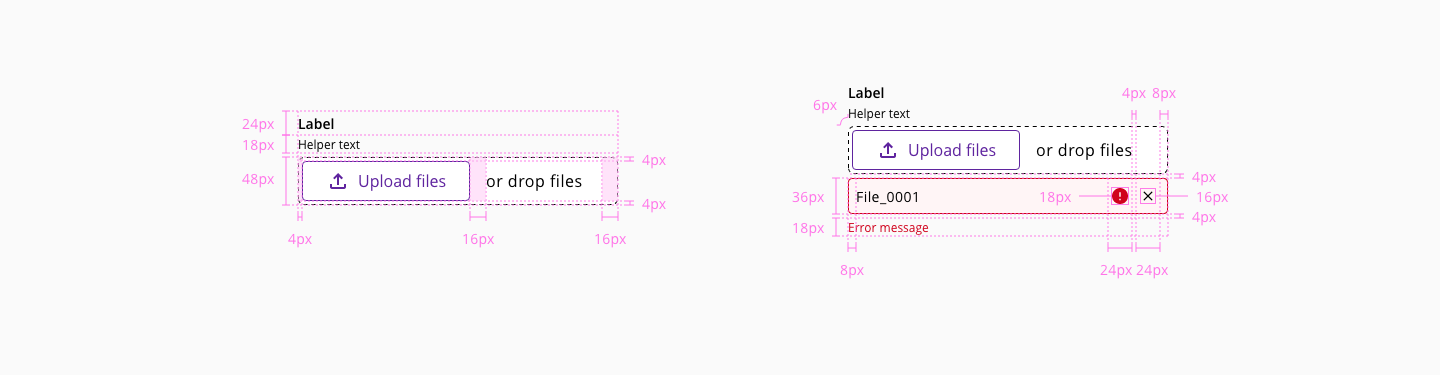 24px
Label
18px
Helper text
48px
Upload files
or drop files
4px
4px
4px
16px
16px
Label
4px
8px
6px
Helper text
Upload files
or drop files
4px
36px
File_0001
18px
16px
4px
18px
Error message
8px
24px
24px